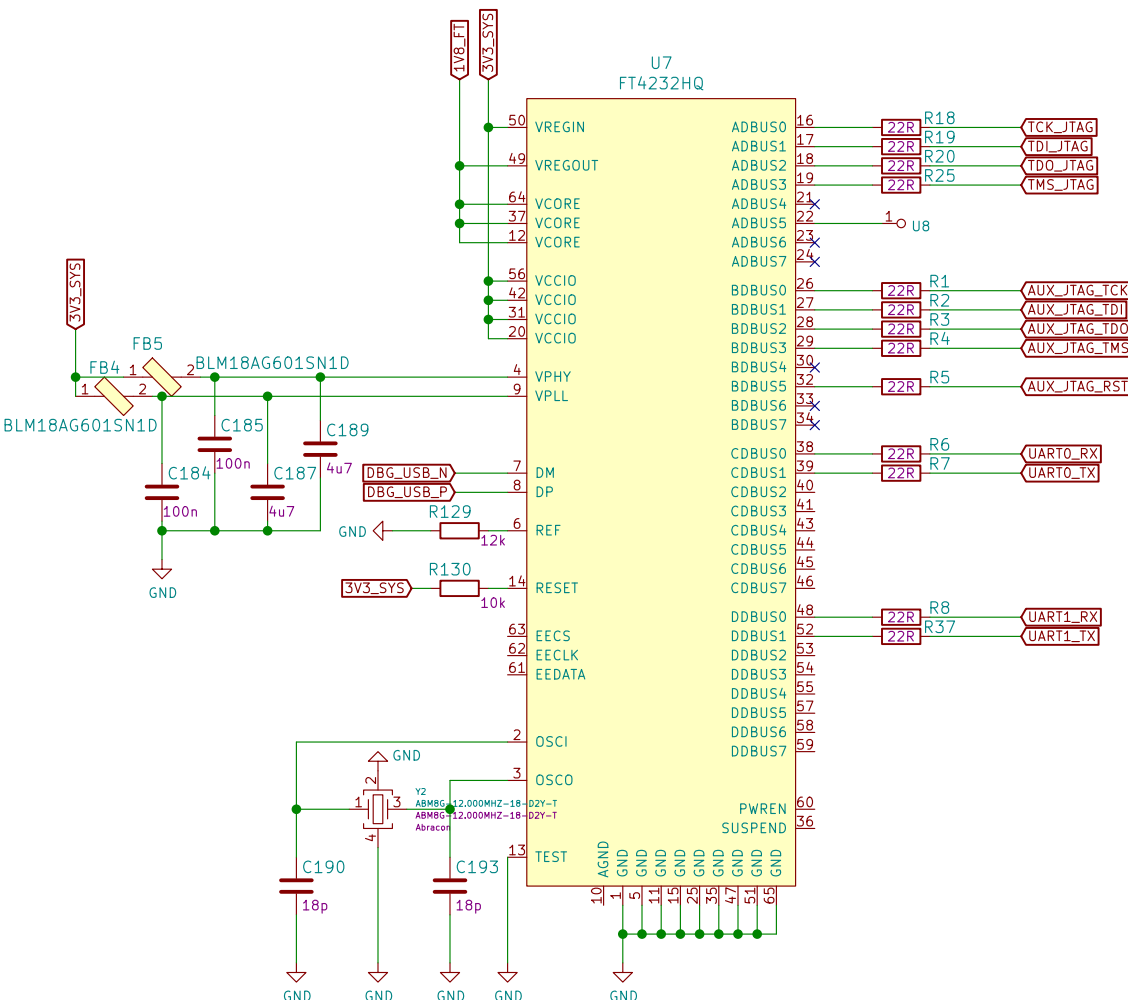 1V8_FT
3V3_SYS
U7
FT4232HQ
50 VREGIN
49 VREGOUT
64 VCORE
37 VCORE
12 VCORE
56 VCCIO
42 VCCIO
31 VCCIO
20 VCCIO
4 VPHY
9 VPLL
7 DM
8 DP
6 REF
14 RESET
63 EECS
62 EECLK
61 EEDATA
2 OSCI
3 OSCO
13 TEST
ADBUS0 16 22R R18 TCK_JTAG
ADBUS1 17 22R R19 TDI_JTAG
ADBUS2 18 22R R20 TDO_JTAG
ADBUS3 19 22R R25 TMS_JTAG
ADBUS4 21
ADBUS5 22 1 U8
ADBUS6 23
ADBUS7 24
BDBUS0 26 22R R1 AUX_JTAG_TCK
BDBUS1 27 22R R2 AUX_JTAG_TDI
BDBUS2 28 22R R3 AUX_JTAG_TDO
BDBUS3 29 22R R4 AUX_JTAG_TMS
BDBUS4 30
BDBUS5 32 22R R5 AUX_JTAG_RST
BDBUS6 33
BDBUS7 34
CDBUS0 38 22R R6 UART0_RX
CDBUS1 39 22R R7 UART0_TX
CDBUS2 40
CDBUS3 41
CDBUS4 43
CDBUS5 44
CDBUS6 45
CDBUS7 46
DDBUS0 48 22R R8 UART1_RX
DDBUS1 52 22R R37 UART1_TX
DDBUS2 53
DDBUS3 54
DDBUS4 55
DDBUS5 57
DDBUS6 58
DDBUS7 59
PWREN 60
SUSPEND 36
AGND GND GND GND GND GND GND GND GND GND
10 1 5 11 15 25 35 47 51 65
GND
3V3_SYS
FB5
1 2
BLM18AG601SN1D
FB4
1 2
BLM18AG601SN1D
C185
100n
C189
4u7
C184
100n
C187
4u7
GND
DBG_USB_N
DBG_USB_P
R129
GND
12k
R130
3V3_SYS
10k
GND
2
1 3
4
Y2
ABM8G-12.000MHZ-18-D2Y-T
ABM8G-12.000MHZ-18-D2Y-T
Abracon
C190
18p
C193
18p
GND
GND
GND
GND